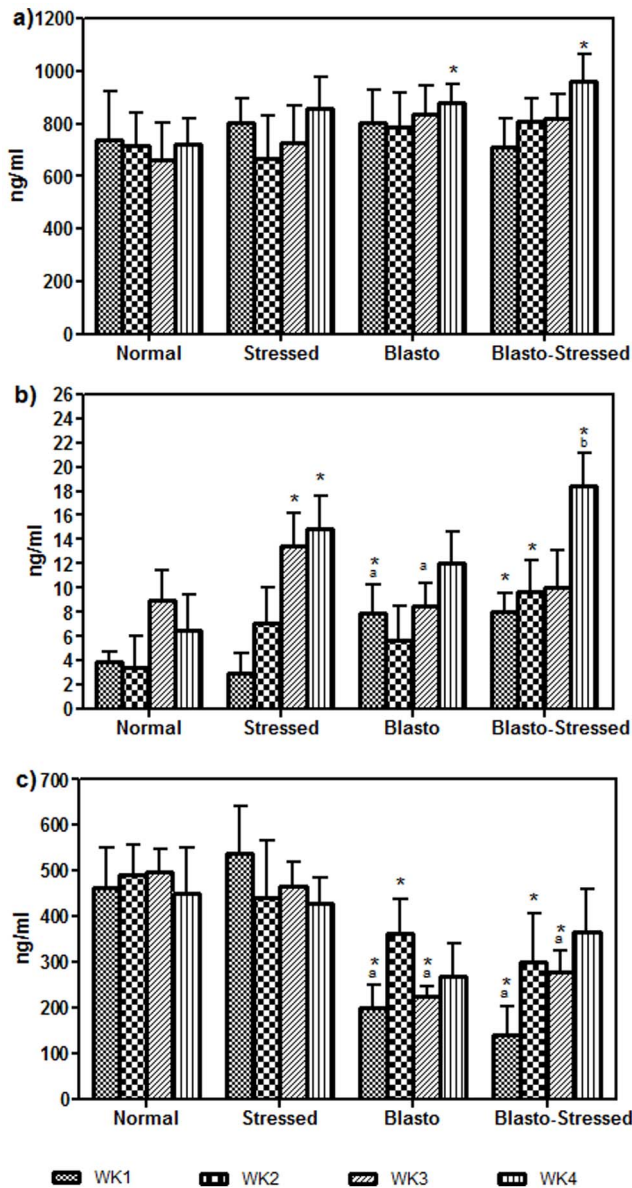 a)
1200
1000
800
600
400
200
0
ng/ml
*
*
Normal Stressed Blasto Blasto-Stressed
b)
26
24
22
20
18
16
14
12
10
8
6
4
2
0
ng/ml
* *
*
a
a
* *
*
b
Normal Stressed Blasto Blasto-Stressed
c)
700
600
500
400
300
200
100
0
ng/ml
*
a
*
*
a
*
a
*
*
a
Normal Stressed Blasto Blasto-Stressed
WK1 WK2 WK3 WK4